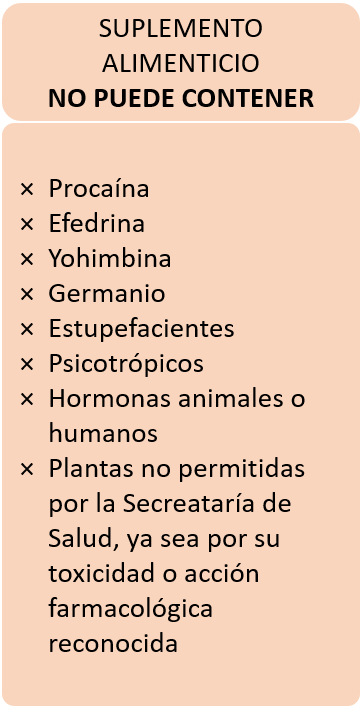 SUPLEMENTO
ALIMENTICIO
NO PUEDE CONTENER
× Procaína
× Efedrina
× Yohimbina
× Germanio
× Estupefacientes
× Psicotrópicos
× Hormonas animales o
humanos
× Plantas no permitidas
por la Secreataría de
Salud, ya sea por su
toxicidad o acción
farmacológica
reconocida